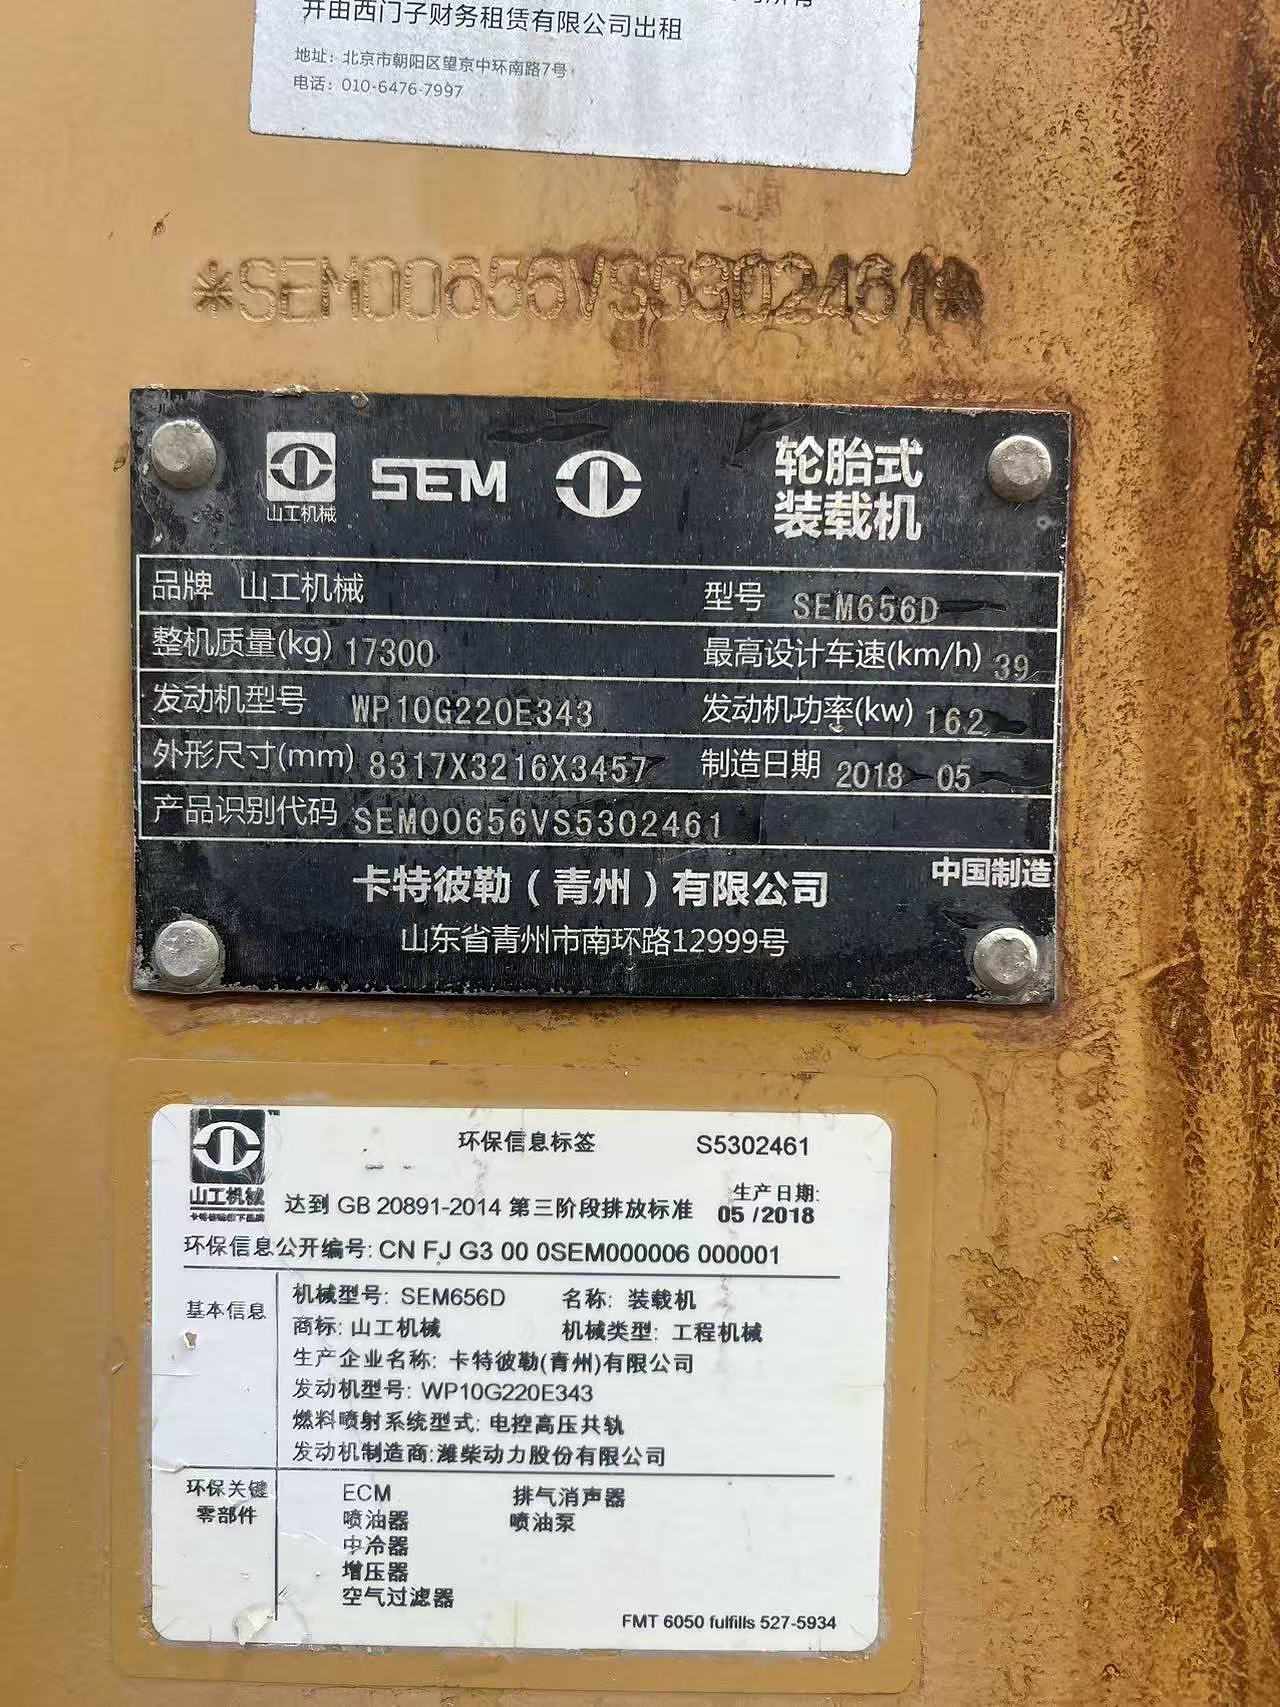 并由西门子财务租赁有限公司出租
地址：北京市朝阳区望京中环南路7号
电话：010-6476-7997
*SEM00656VS5302461*
山工机械
SEM
轮胎式
装载机
品牌 山工机械 型号 SEM656D
整机质量(kg) 17300 最高设计车速(km/h) 39
发动机型号 WP10G220E343 发动机功率(kw) 162
外形尺寸(mm) 8317X3216X3457 制造日期 2018 05
产品识别代码 SEM00656VS5302461
卡特彼勒（青州）有限公司 中国制造
山东省青州市南环路12999号
TM
山工机械
卡特彼勒旗下品牌
环保信息标签 S5302461
达到 GB 20891-2014 第三阶段排放标准
生产日期:
05 /2018
环保信息公开编号: CN FJ G3 00 0SEM000006 000001
基本信息
机械型号: SEM656D 名称: 装载机
商标: 山工机械 机械类型: 工程机械
生产企业名称: 卡特彼勒(青州)有限公司
发动机型号: WP10G220E343
燃料喷射系统型式: 电控高压共轨
发动机制造商:潍柴动力股份有限公司
环保关键
零部件
ECM 排气消声器
喷油器 喷油泵
中冷器
增压器
空气过滤器
FMT 6050 fulfills 527-5934